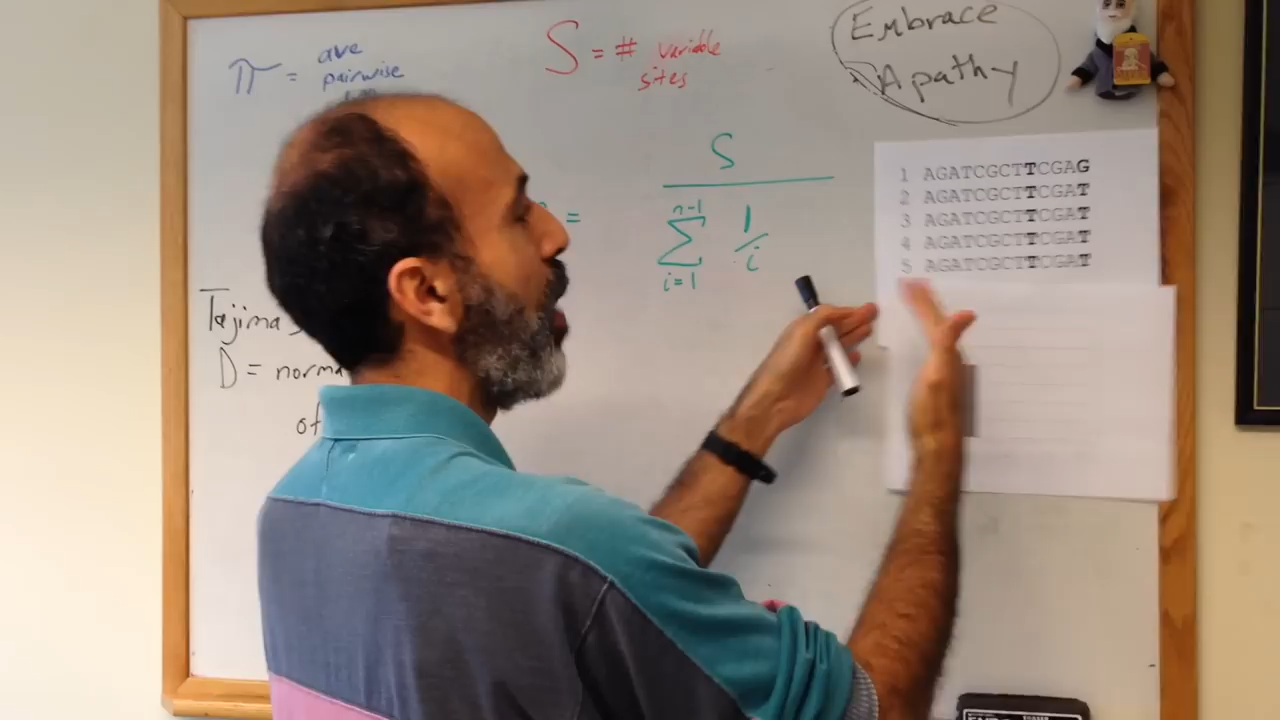 π = ave
pairwise
S = # variable
sites
Embrace
Apathy
S
=
n-1
Σ 1/i
i=1
1 AGATCGCTTCGAG
2 AGATCGCTTCGAT
3 AGATCGCTTCGAT
4 AGATCGCTTCGAT
5 AGATCGCTTCGAT
Tajima's
D =
of